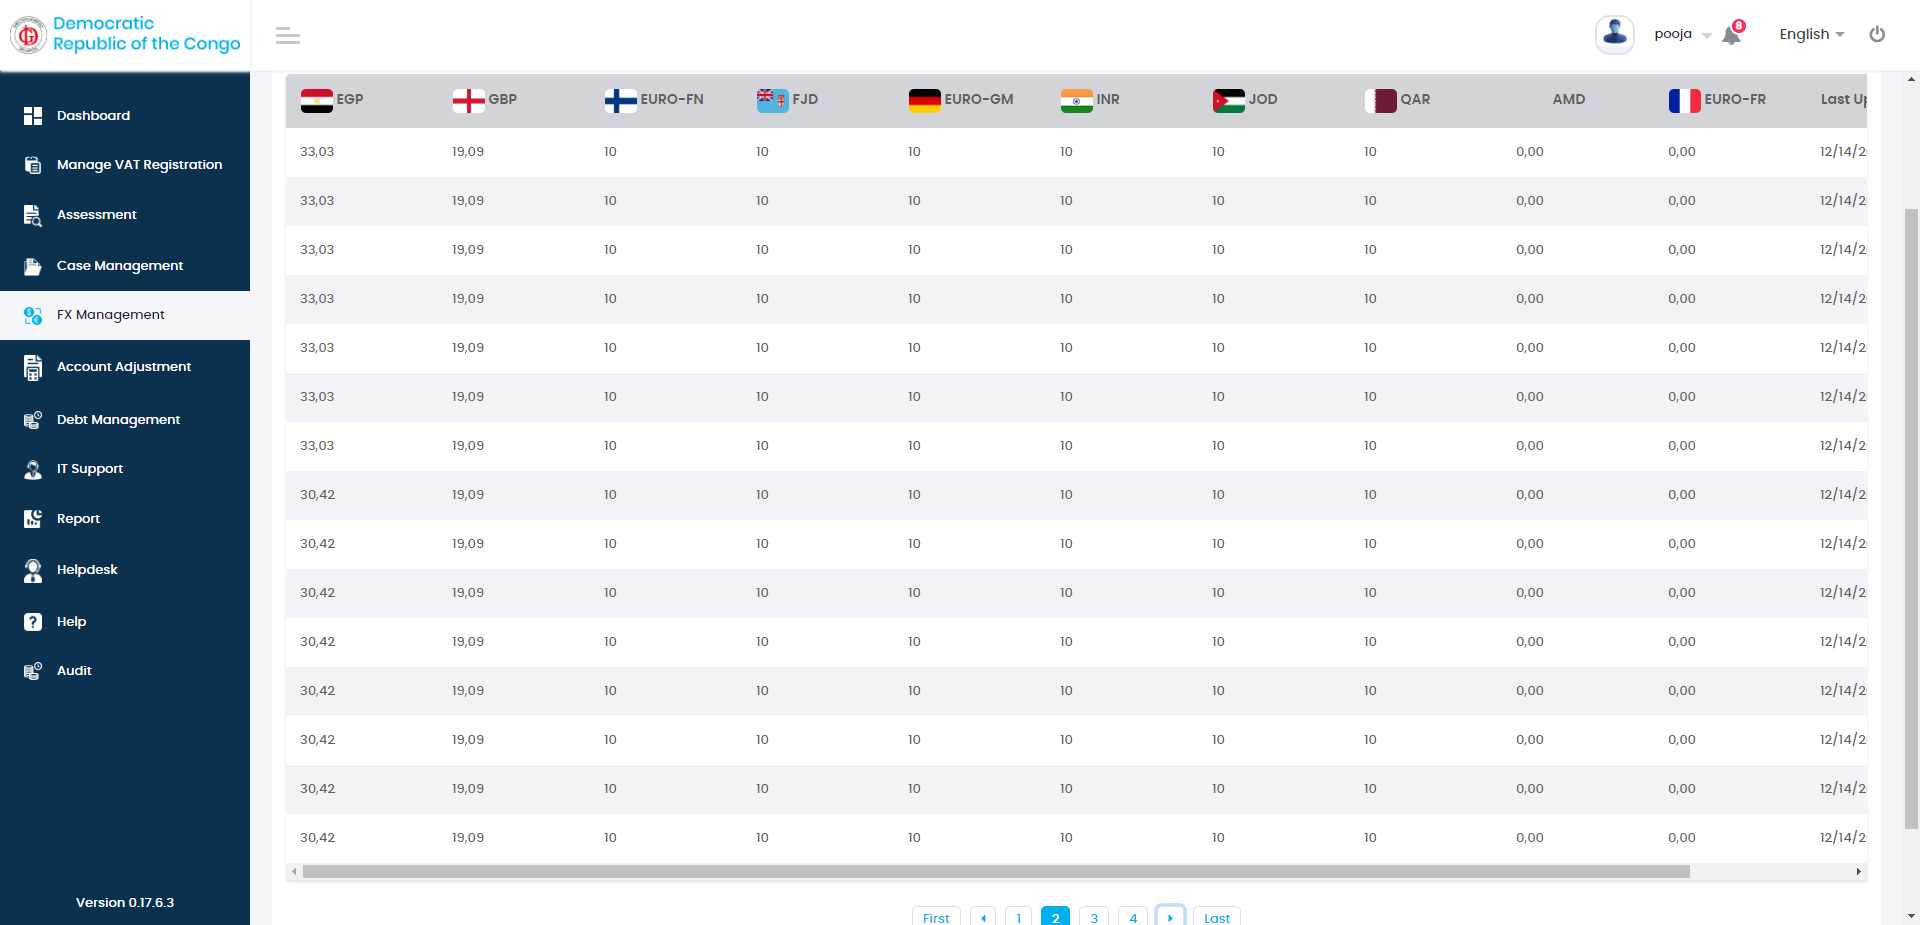 Democratic
Republic of the Congo
pooja
8
English
Dashboard
Manage VAT Registration
Assessment
Case Management
FX Management
Account Adjustment
Debt Management
IT Support
Report
Helpdesk
Help
Audit
Version 0.17.6.3
EGP GBP EURO-FN FJD EURO-GM INR JOD QAR AMD EURO-FR Last Up
33,03 19,09 10 10 10 10 10 10 0,00 0,00 12/14/2
33,03 19,09 10 10 10 10 10 10 0,00 0,00 12/14/2
33,03 19,09 10 10 10 10 10 10 0,00 0,00 12/14/2
33,03 19,09 10 10 10 10 10 10 0,00 0,00 12/14/2
33,03 19,09 10 10 10 10 10 10 0,00 0,00 12/14/2
33,03 19,09 10 10 10 10 10 10 0,00 0,00 12/14/2
33,03 19,09 10 10 10 10 10 10 0,00 0,00 12/14/2
30,42 19,09 10 10 10 10 10 10 0,00 0,00 12/14/2
30,42 19,09 10 10 10 10 10 10 0,00 0,00 12/14/2
30,42 19,09 10 10 10 10 10 10 0,00 0,00 12/14/2
30,42 19,09 10 10 10 10 10 10 0,00 0,00 12/14/2
30,42 19,09 10 10 10 10 10 10 0,00 0,00 12/14/2
30,42 19,09 10 10 10 10 10 10 0,00 0,00 12/14/2
30,42 19,09 10 10 10 10 10 10 0,00 0,00 12/14/2
30,42 19,09 10 10 10 10 10 10 0,00 0,00 12/14/2
First 1 2 3 4 Last